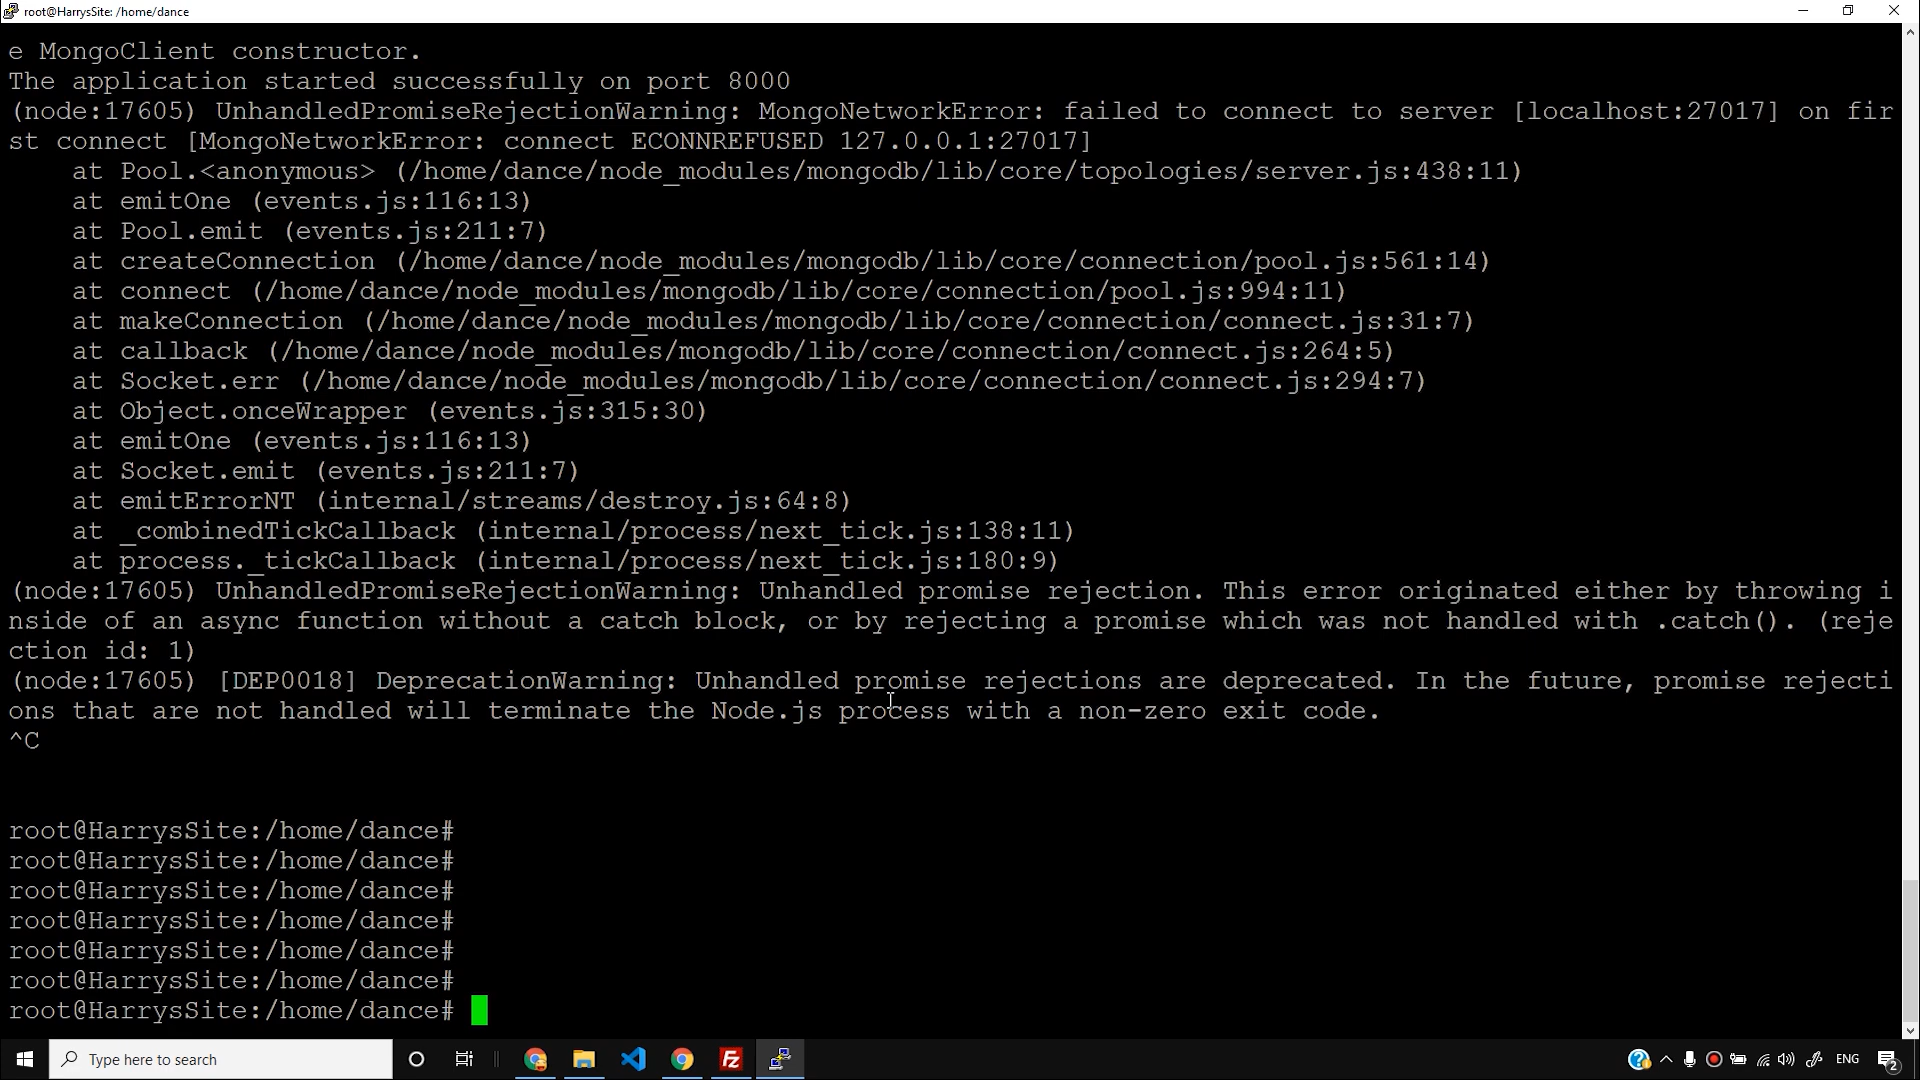 root@HarrysSite: /home/dance
e MongoClient constructor.
The application started successfully on port 8000
(node:17605) UnhandledPromiseRejectionWarning: MongoNetworkError: failed to connect to server [localhost:27017] on fir
st connect [MongoNetworkError: connect ECONNREFUSED 127.0.0.1:27017]
    at Pool.<anonymous> (/home/dance/node_modules/mongodb/lib/core/topologies/server.js:438:11)
    at emitOne (events.js:116:13)
    at Pool.emit (events.js:211:7)
    at createConnection (/home/dance/node_modules/mongodb/lib/core/connection/pool.js:561:14)
    at connect (/home/dance/node_modules/mongodb/lib/core/connection/pool.js:994:11)
    at makeConnection (/home/dance/node_modules/mongodb/lib/core/connection/connect.js:31:7)
    at callback (/home/dance/node_modules/mongodb/lib/core/connection/connect.js:264:5)
    at Socket.err (/home/dance/node_modules/mongodb/lib/core/connection/connect.js:294:7)
    at Object.onceWrapper (events.js:315:30)
    at emitOne (events.js:116:13)
    at Socket.emit (events.js:211:7)
    at emitErrorNT (internal/streams/destroy.js:64:8)
    at _combinedTickCallback (internal/process/next_tick.js:138:11)
    at process._tickCallback (internal/process/next_tick.js:180:9)
(node:17605) UnhandledPromiseRejectionWarning: Unhandled promise rejection. This error originated either by throwing i
nside of an async function without a catch block, or by rejecting a promise which was not handled with .catch(). (reje
ction id: 1)
(node:17605) [DEP0018] DeprecationWarning: Unhandled promise rejections are deprecated. In the future, promise rejecti
ons that are not handled will terminate the Node.js process with a non-zero exit code.
^C
root@HarrysSite:/home/dance#
root@HarrysSite:/home/dance#
root@HarrysSite:/home/dance#
root@HarrysSite:/home/dance#
root@HarrysSite:/home/dance#
root@HarrysSite:/home/dance#
root@HarrysSite:/home/dance#
Type here to search
Fz
ENG
2